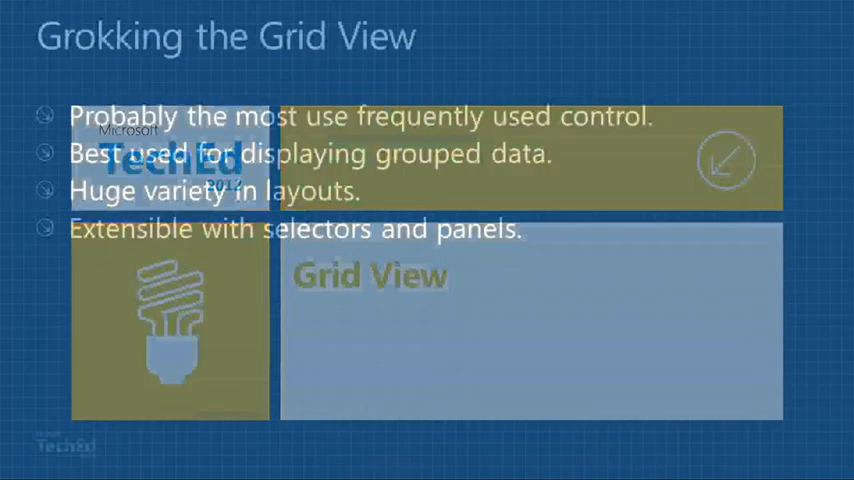 Grokking the Grid View
Probably the most use frequently used control.
Microsoft
Best used for displaying grouped data.
TechEd
2012
Huge variety in layouts.
Extensible with selectors and panels.
Grid View
TechEd